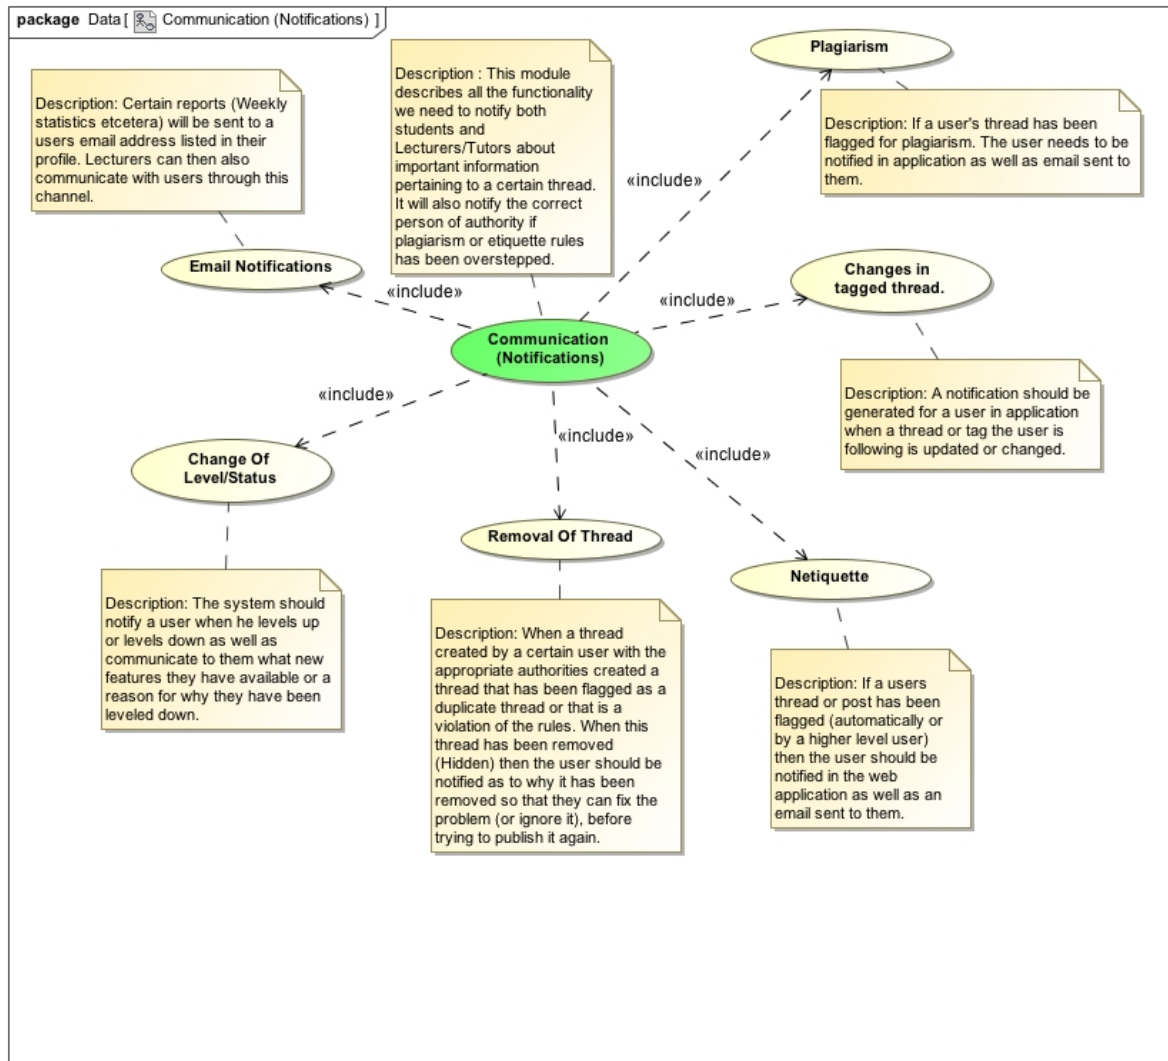 package Data [ Communication (Notifications) ]
Description: Certain reports (Weekly
statistics etcetera) will be sent to a
users email address listed in their
profile. Lecturers can then also
communicate with users through this
channel.
Description : This module
describes all the functionality
we need to notify both
students and
Lecturers/Tutors about
important information
pertaining to a certain thread.
It will also notify the correct
person of authority if
plagiarism or etiquette rules
has been overstepped.
Plagiarism
Description: If a user's thread has been
flagged for plagiarism. The user needs to be
notified in application as well as email sent to
them.
«include»
Email Notifications
«include»
«include»
Changes in
tagged thread.
Communication
(Notifications)
Description: A notification should be
generated for a user in application
when a thread or tag the user is
following is updated or changed.
«include»
«include»
«include»
Change Of
Level/Status
Removal Of Thread
Netiquette
Description: The system should
notify a user when he levels up
or levels down as well as
communicate to them what new
features they have available or a
reason for why they have been
leveled down.
Description: When a thread
created by a certain user with the
appropriate authorities created a
thread that has been flagged as a
duplicate thread or that is a
violation of the rules. When this
thread has been removed
(Hidden) then the user should be
notified as to why it has been
removed so that they can fix the
problem (or ignore it), before
trying to publish it again.
Description: If a users
thread or post has been
flagged (automatically or
by a higher level user)
then the user should be
notified in the web
application as well as an
email sent to them.